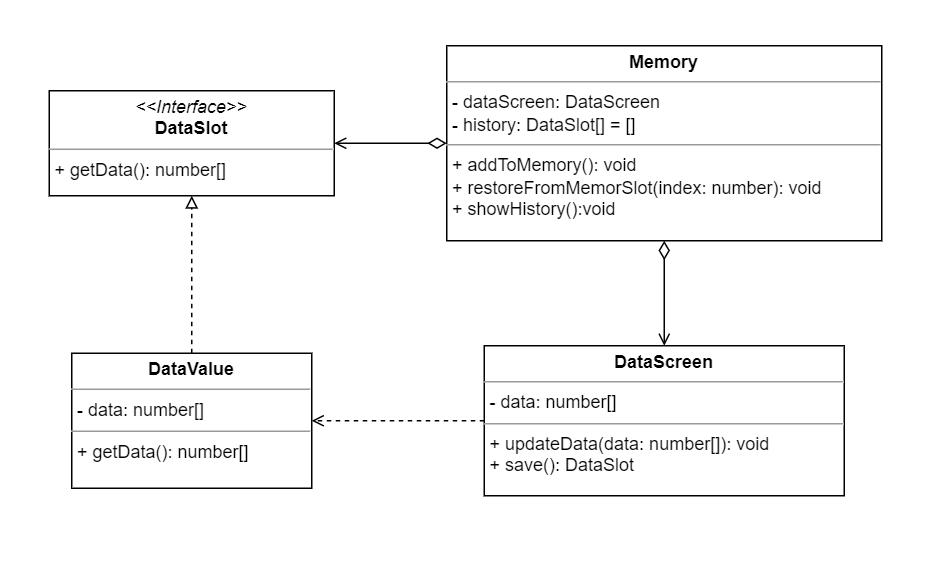 Memory
- dataScreen: DataScreen
- history: DataSlot[] = []
+ addToMemory(): void
+ restoreFromMemorSlot(index: number): void
+ showHistory():void
<<Interface>>
DataSlot
+ getData(): number[]
DataValue
- data: number[]
+ getData(): number[]
DataScreen
- data: number[]
+ updateData(data: number[]): void
+ save(): DataSlot